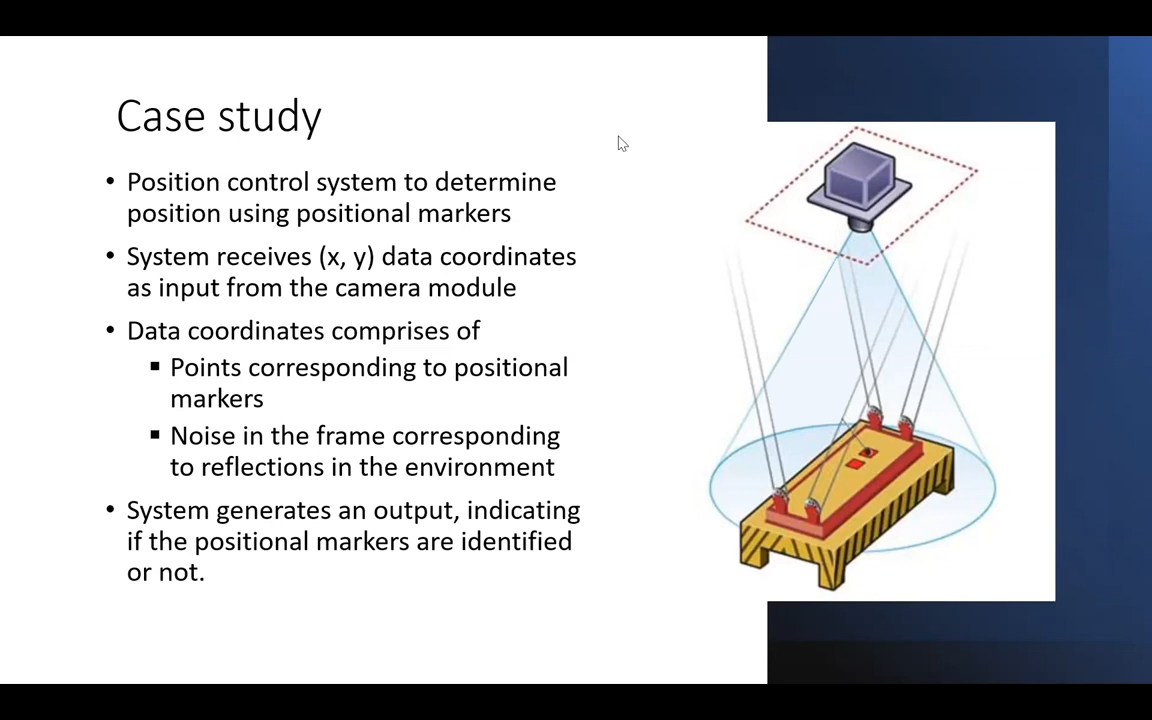 Case study
• Position control system to determine
position using positional markers
• System receives (x, y) data coordinates
as input from the camera module
• Data coordinates comprises of
▪ Points corresponding to positional
markers
▪ Noise in the frame corresponding
to reflections in the environment
• System generates an output, indicating
if the positional markers are identified
or not.